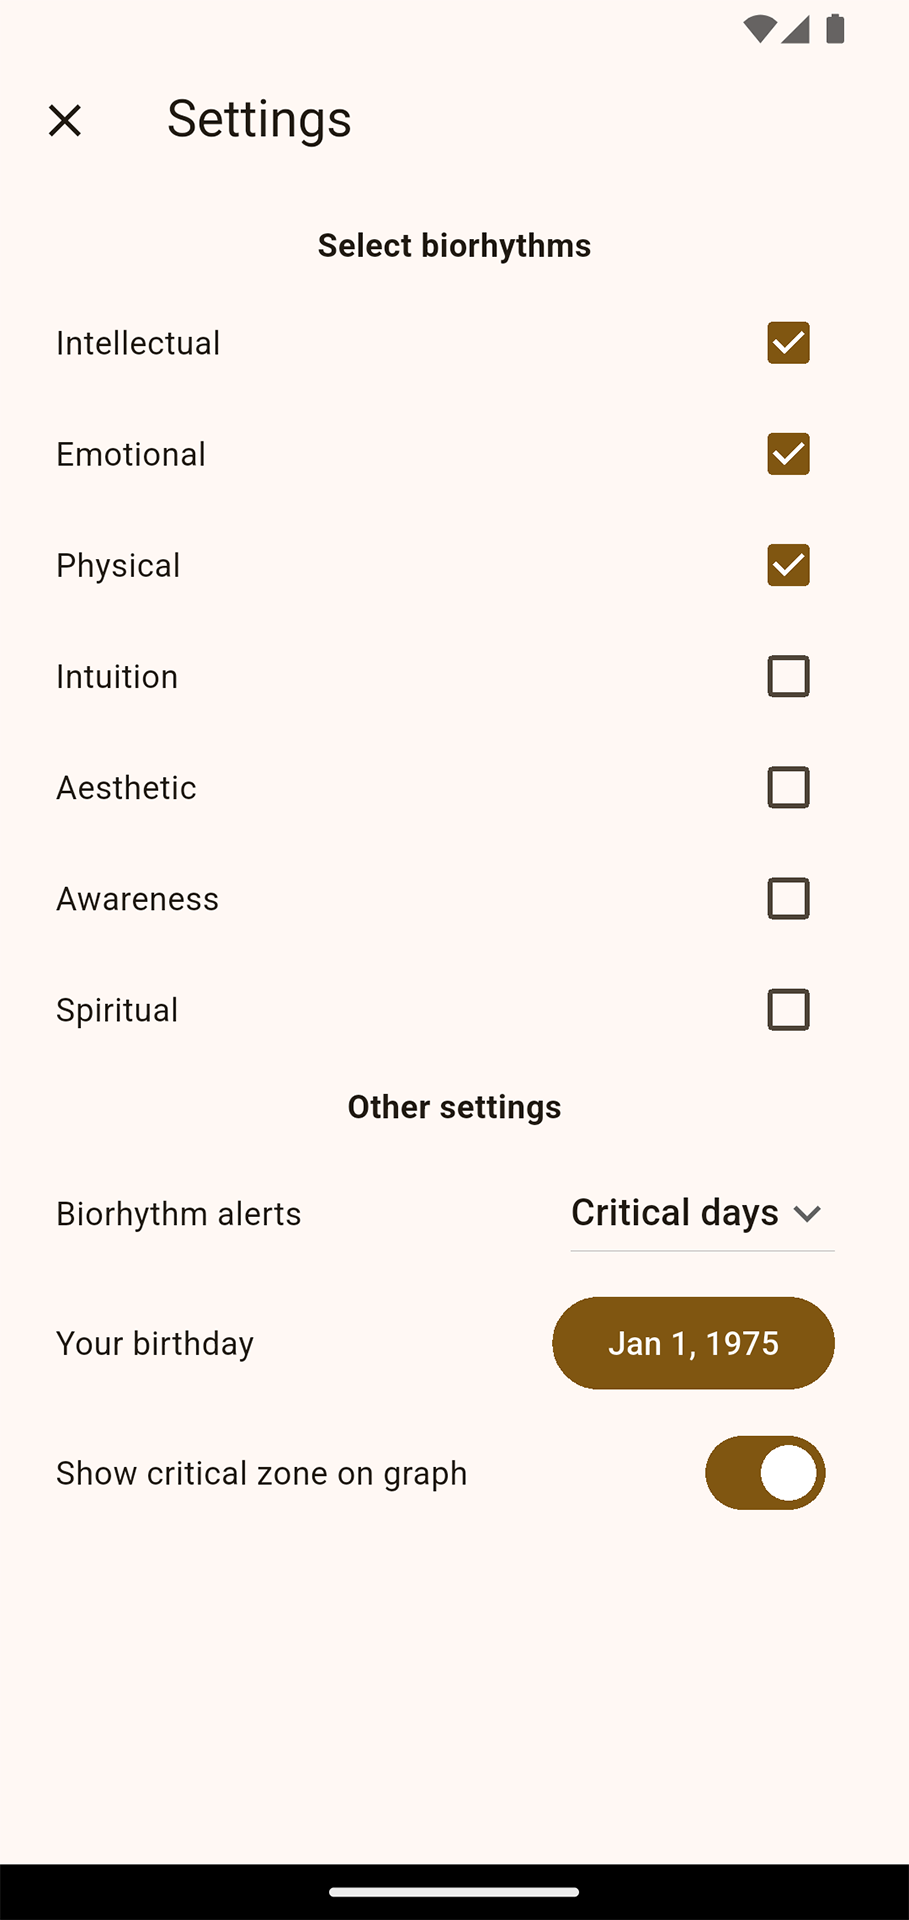 Settings
Select biorhythms
Intellectual
Emotional
Physical
Intuition
Aesthetic
Awareness
Spiritual
Other settings
Biorhythm alerts Critical days
Your birthday Jan 1, 1975
Show critical zone on graph